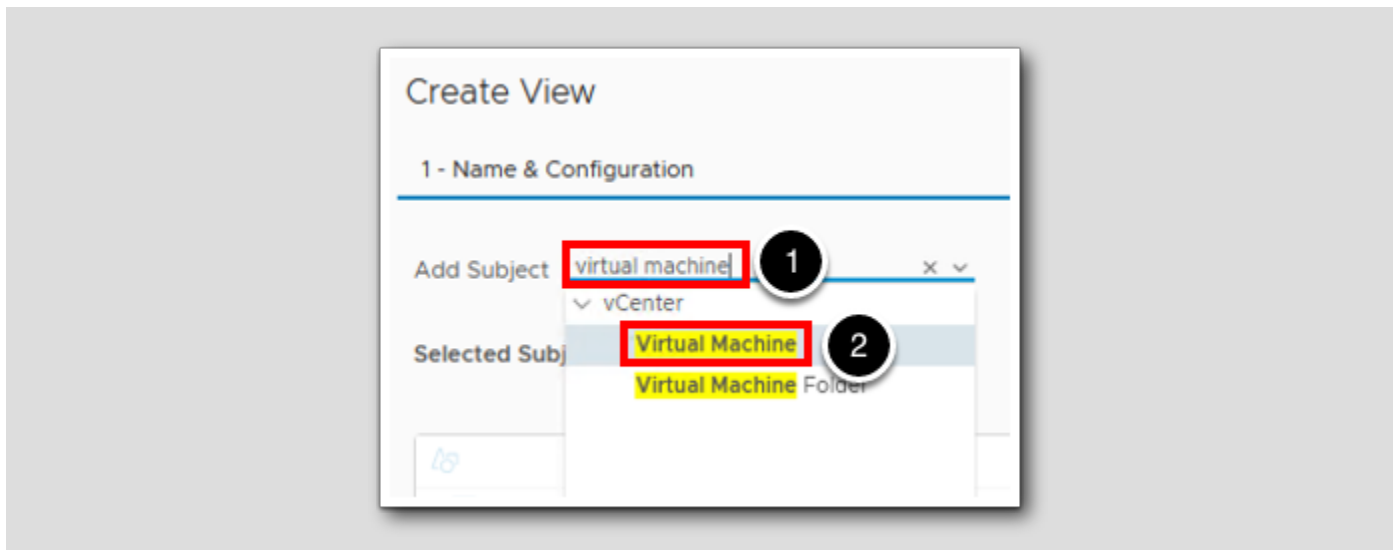 Create View
1 - Name & Configuration
Add Subject virtual machine 1
vCenter
Selected Subj Virtual Machine 2
Virtual Machine Folder